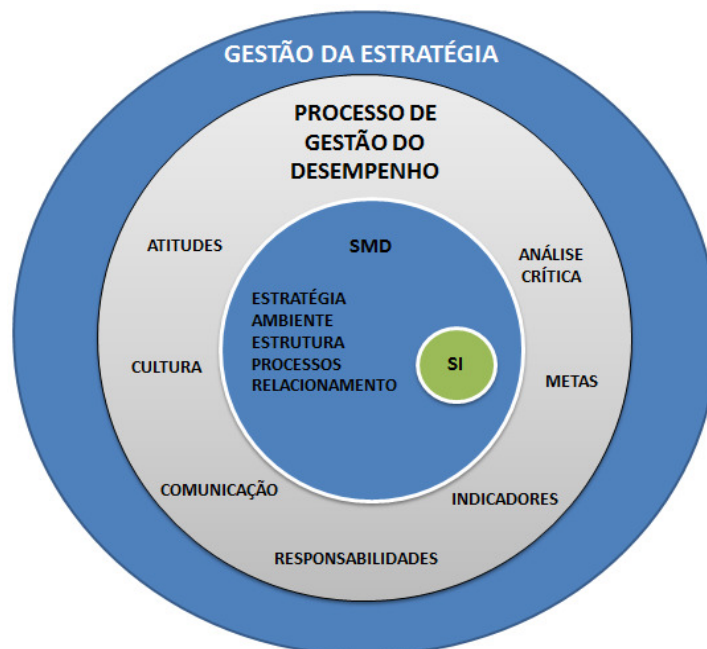 GESTÃO DA ESTRATÉGIA
PROCESSO DE
GESTÃO DO
DESEMPENHO
ATITUDES
SMD
ANÁLISE
CRÍTICA
ESTRATÉGIA
AMBIENTE
ESTRUTURA
PROCESSOS
RELACIONAMENTO
SI
CULTURA
METAS
COMUNICAÇÃO
INDICADORES
RESPONSABILIDADES